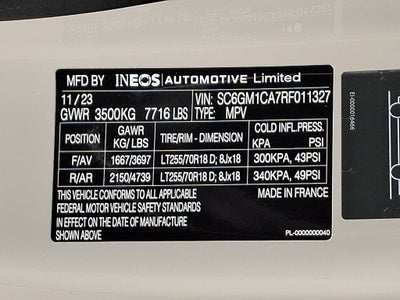 MFD BY INEOS AUTOMOTIVE Limited
11/23 VIN: SC6GM1CA7RF011327
GVWR 3500KG 7716 LBS TYPE: MPV
POSITION GAWR KG/LBS TIRE/RIM - DIMENSION COLD INFL.PRESS. KPA PSI
F/AV 1667/3697 LT255/70R18 D; 8Jx18 300KPA, 43PSI
R/AR 2150/4739 LT255/70R18 D; 8Jx18 340KPA, 49PSI
THIS VEHICLE CONFORMS TO ALL APPLICABLE MADE IN FRANCE
FEDERAL MOTOR VEHICLE SAFETY STANDARDS
IN EFFECT ON THE DATE OF MANUFACTURE
SHOWN ABOVE PL-0000000040